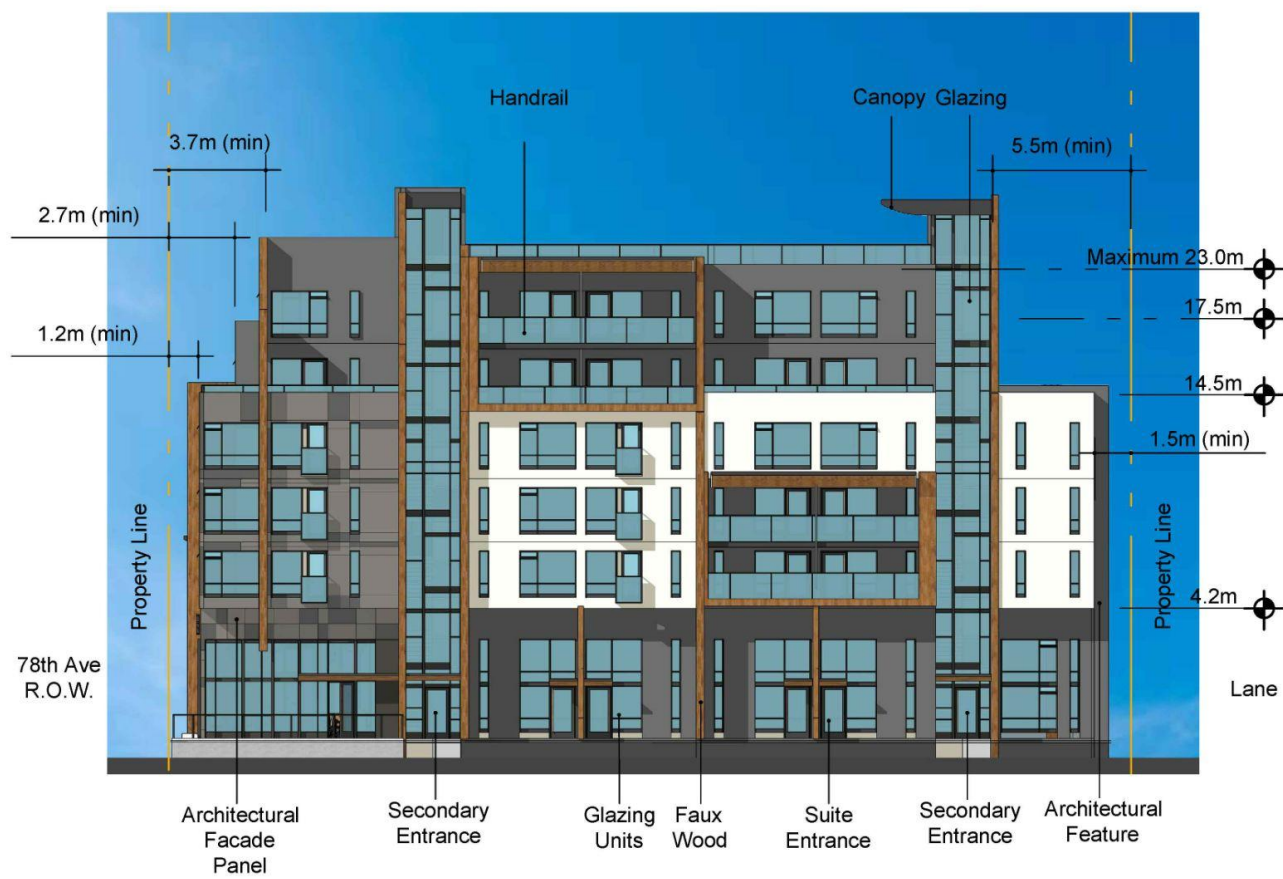 Handrail
Canopy Glazing
3.7m (min)
5.5m (min)
2.7m (min)
Maximum 23.0m
17.5m
1.2m (min)
14.5m
1.5m (min)
Property Line
Property Line
4.2m
78th Ave
R.O.W.
Lane
Architectural
Facade
Panel
Secondary
Entrance
Glazing
Units
Faux
Wood
Suite
Entrance
Secondary
Entrance
Architectural
Feature